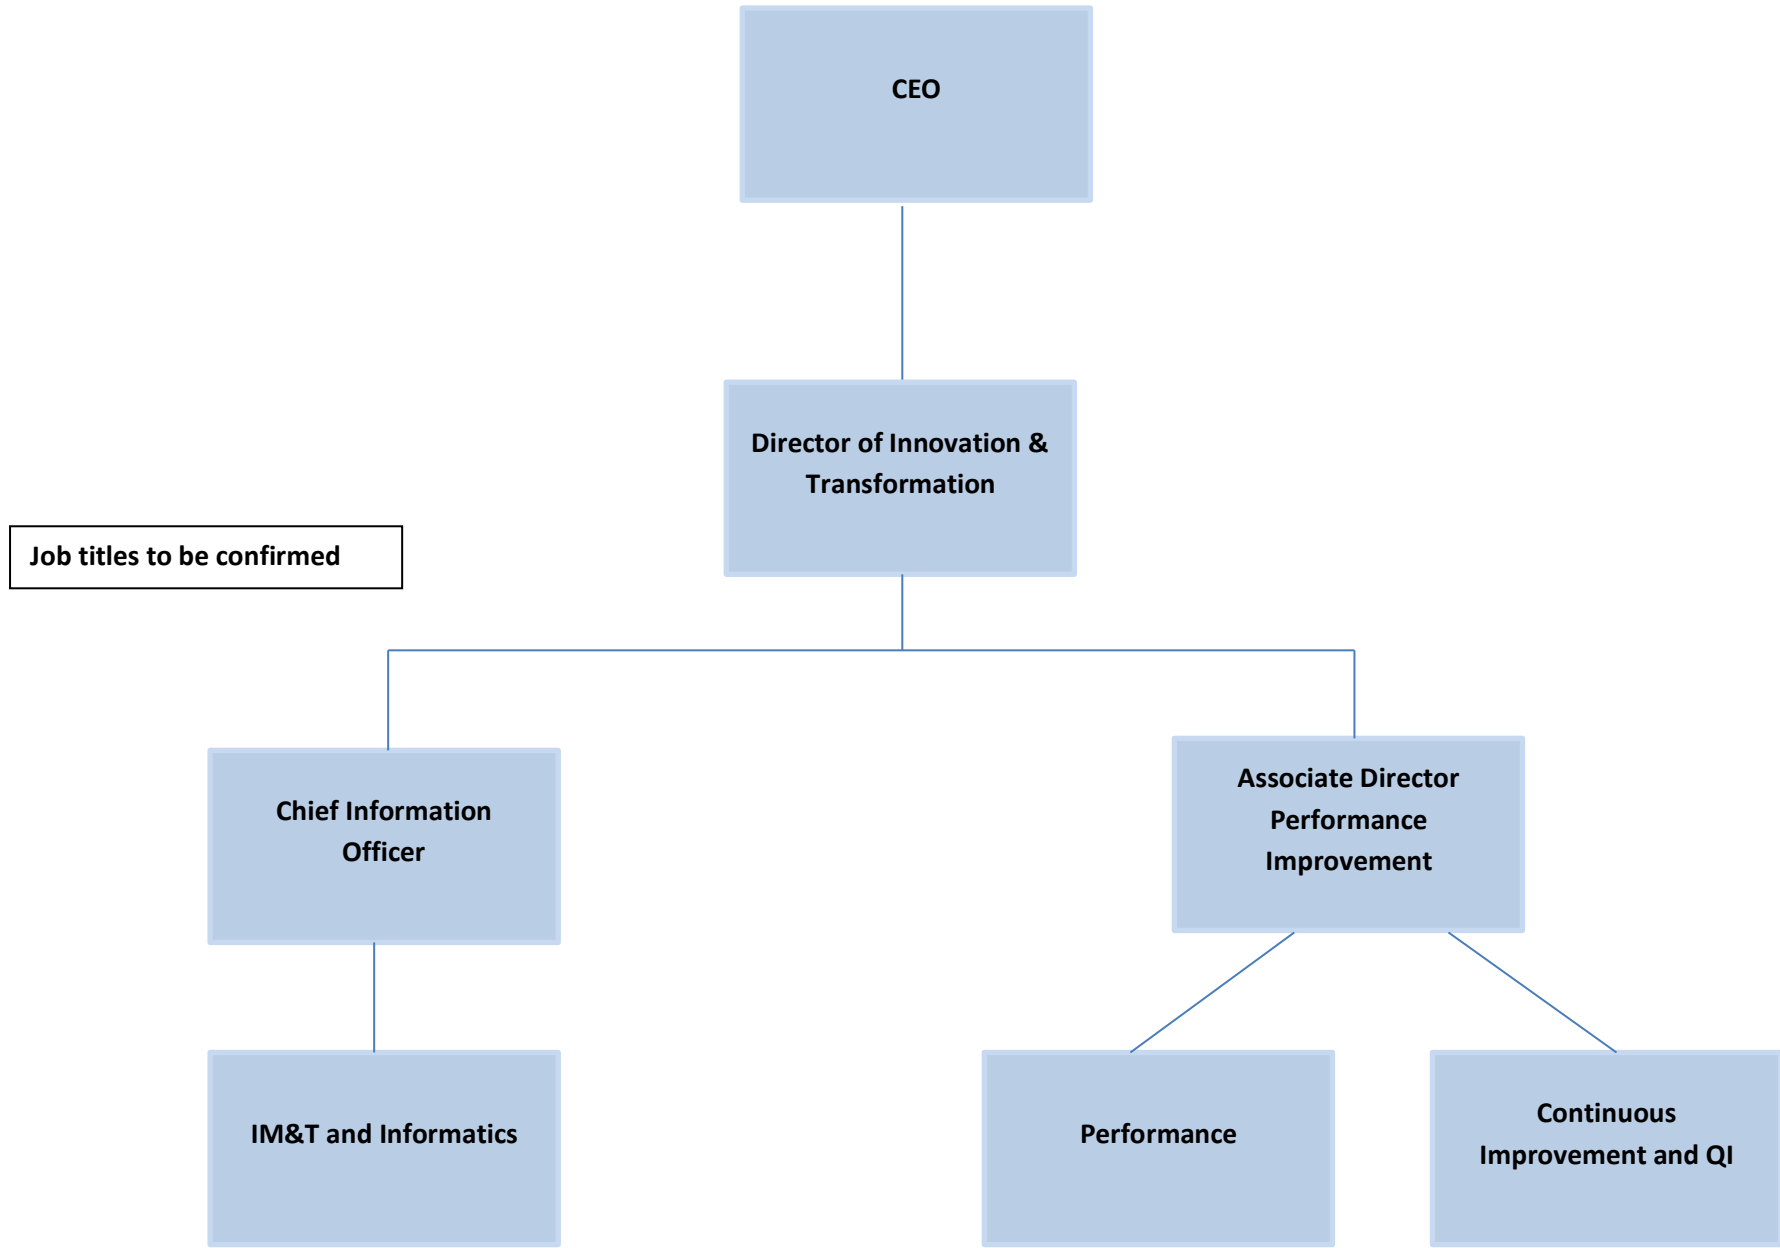 CEO
Director of Innovation &
Transformation
Job titles to be confirmed
Chief Information
Officer
Associate Director
Performance
Improvement
IM&T and Informatics
Performance
Continuous
Improvement and QI